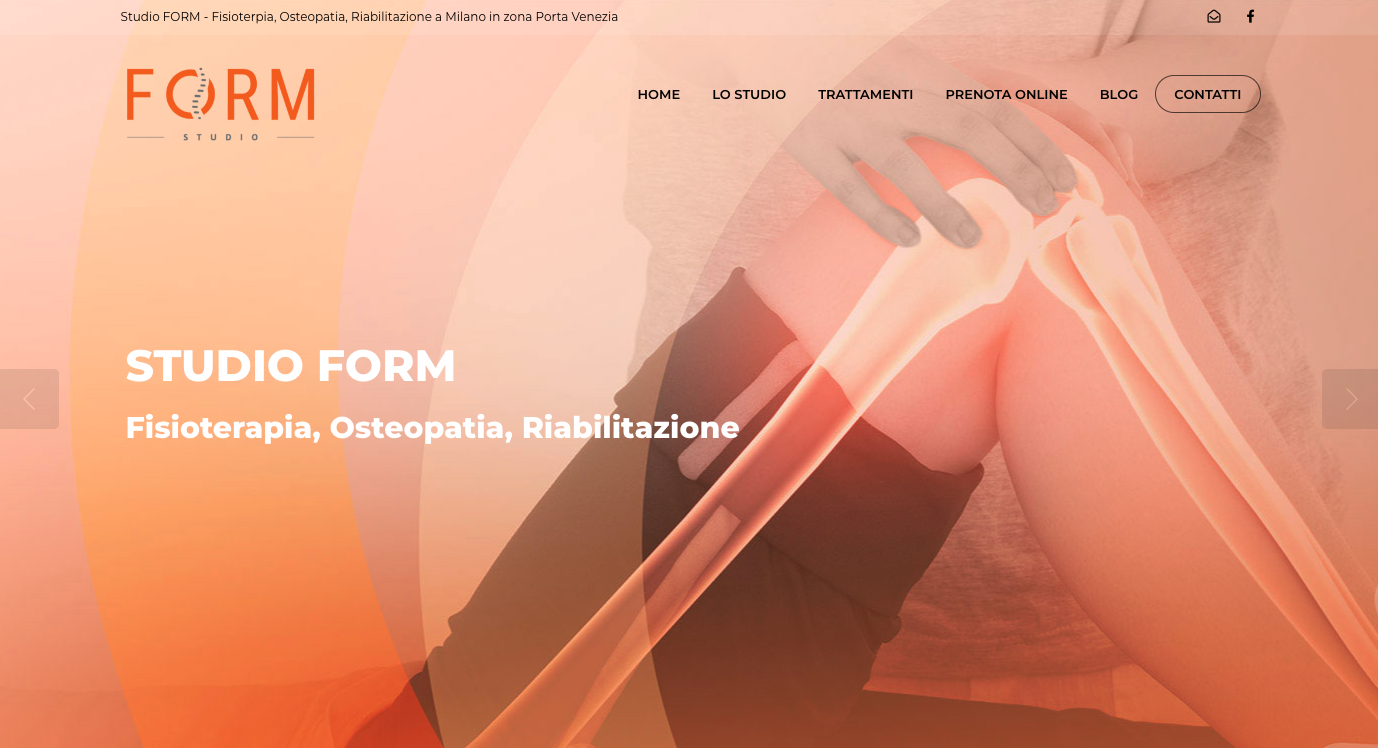 Studio FORM - Fisioterpia, Osteopatia, Riabilitazione a Milano in zona Porta Venezia
FORM
STUDIO
HOME LO STUDIO TRATTAMENTI PRENOTA ONLINE BLOG CONTATTI
STUDIO FORM
Fisioterapia, Osteopatia, Riabilitazione